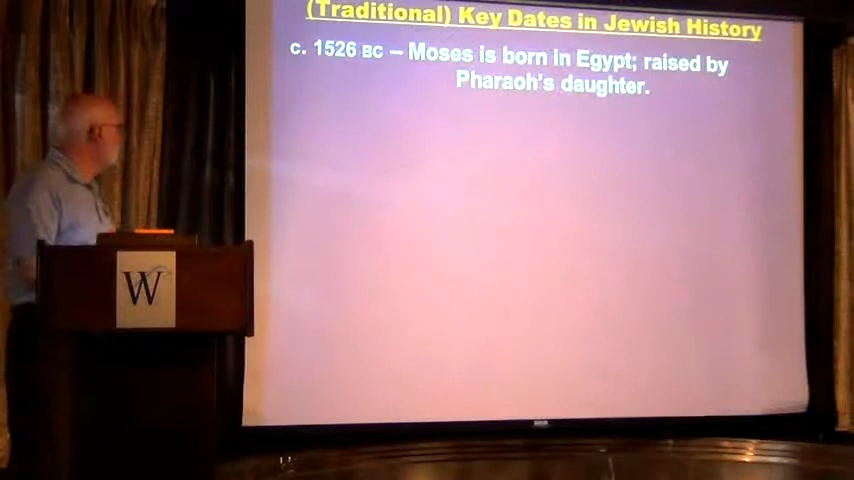 (Traditional) Key Dates in Jewish History
c. 1526 BC – Moses is born in Egypt; raised by
Pharaoh's daughter.
W